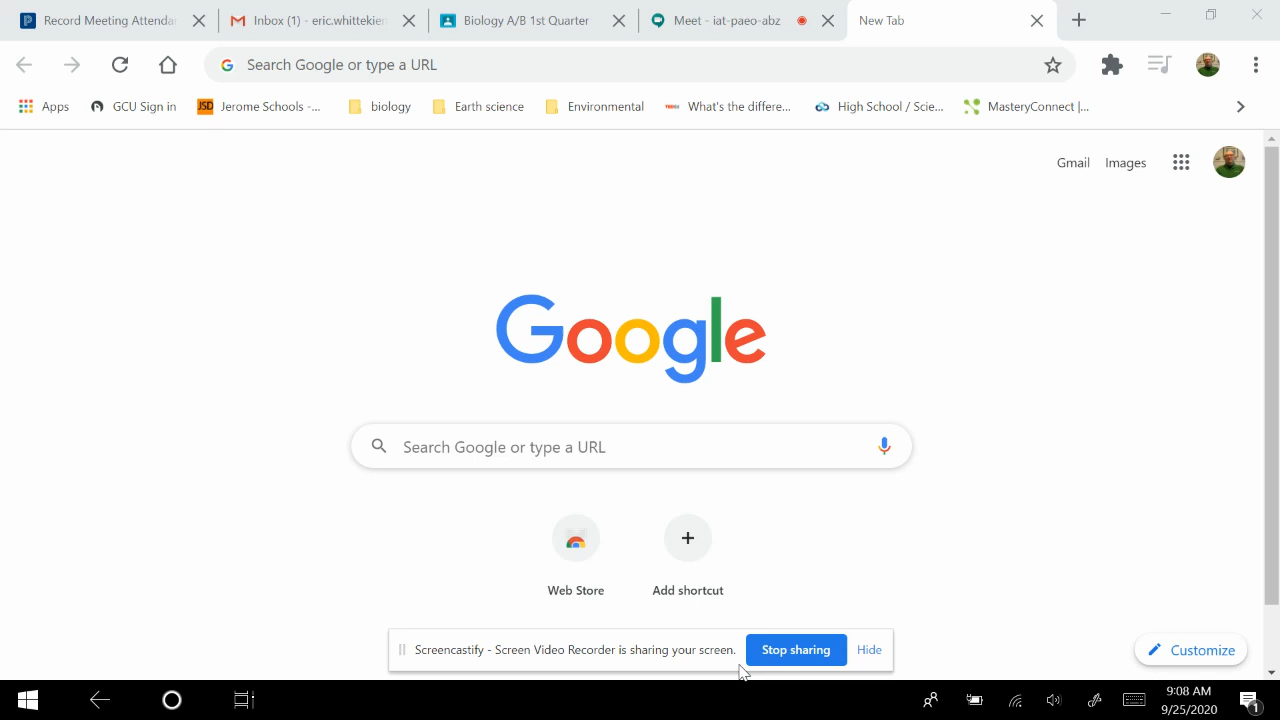 Record Meeting Attenda
Inbox (1) - eric.whittekien
Biology A/B 1st Quarter
Meet - iat-paeo-abz
New Tab
Search Google or type a URL
Apps
GCU Sign in
JSD Jerome Schools -...
biology
Earth science
Environmental
What's the differe...
High School / Scie...
MasteryConnect |...
Gmail Images
Google
Search Google or type a URL
Web Store
Add shortcut
Screencastify - Screen Video Recorder is sharing your screen.
Stop sharing
Hide
Customize
9:08 AM
9/25/2020
1